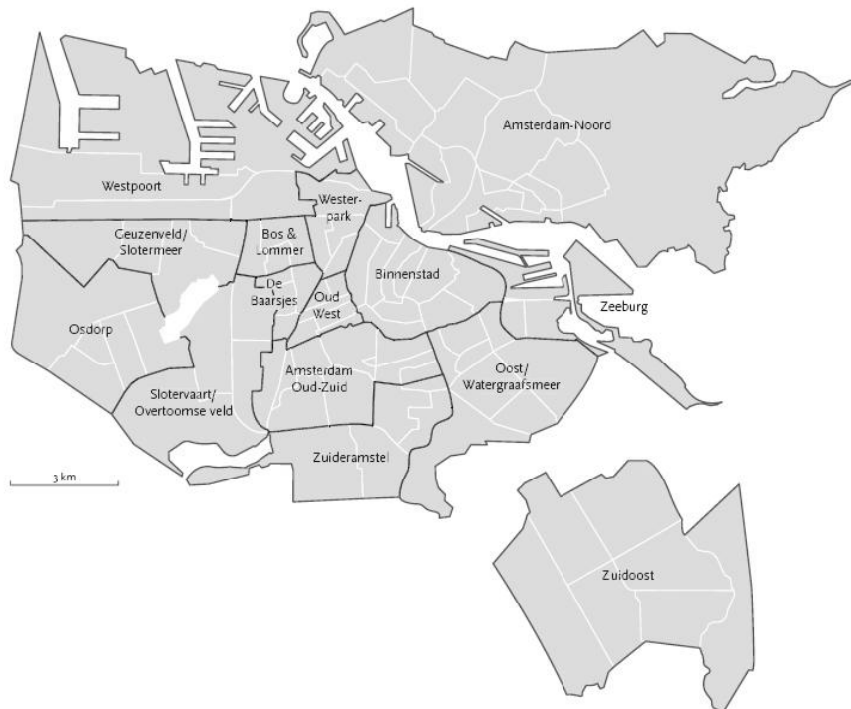 Amsterdam-Noord
Westpoort
Wester-
park
Geuzenveld/
Slotermeer
Bos &
Lommer
De
Baarsjes
Oud
West
Binnenstad
Zeeburg
Osdorp
Amsterdam
Oud-Zuid
Oost/
Watergraafsmeer
Slotervaart/
Overtoomse veld
Zuideramstel
3 km
Zuidoost